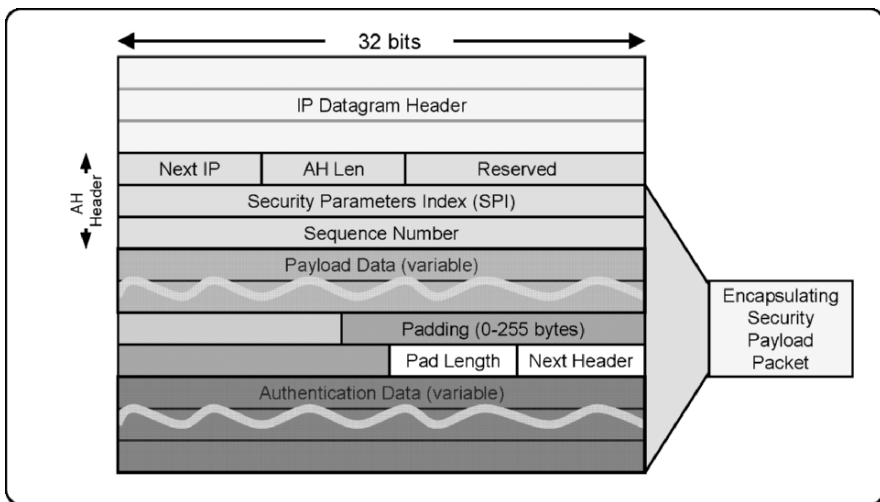 32 bits
IP Datagram Header
AH
Header
Next IP AH Len Reserved
Security Parameters Index (SPI)
Sequence Number
Payload Data (variable)
Padding (0-255 bytes)
Pad Length Next Header
Authentication Data (variable)
Encapsulating
Security
Payload
Packet